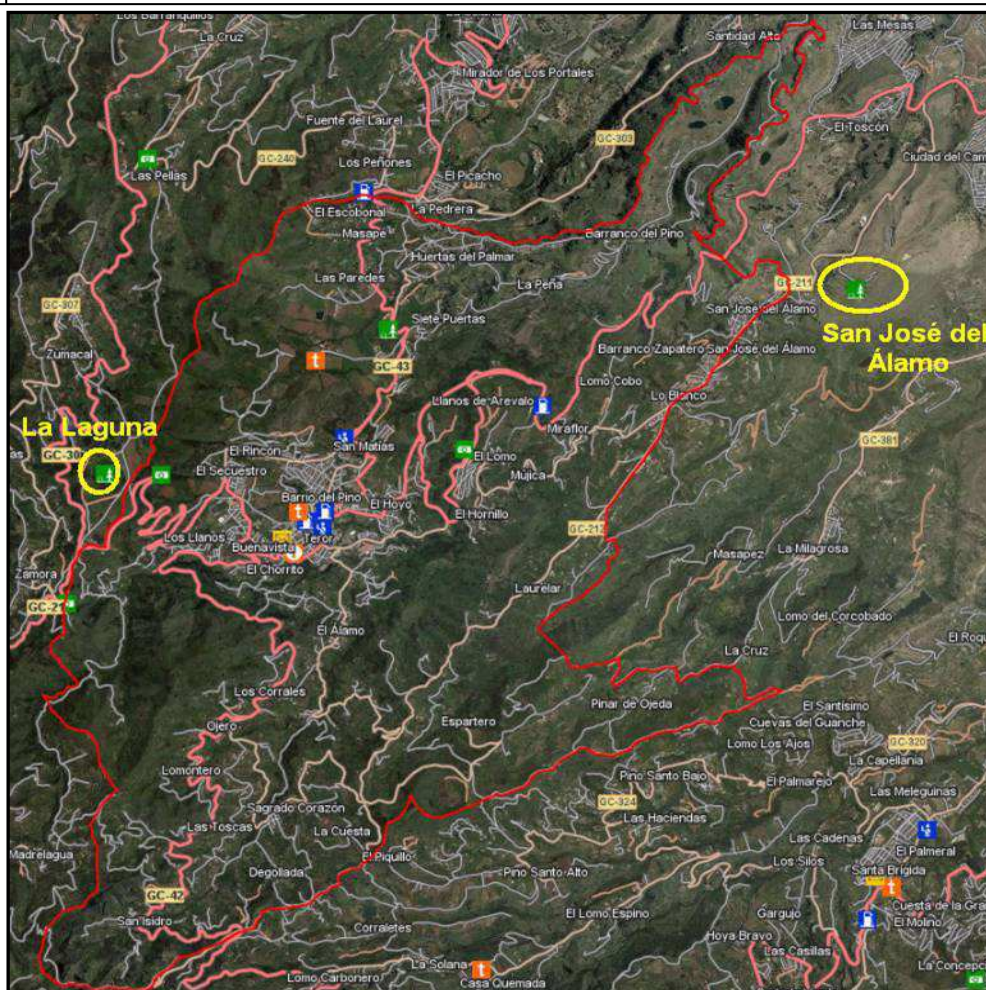 Los Barranquillos
La Cruz
Santidad Alto
Las Mesas
Mirador de Los Portales
Fuente del Laurel
GC-303
El Toscón
GC-240
Los Peñones
Ciudad del Cam
Las Pellas
El Picacho
El Escobonal
La Pedrera
Masape
Barranco del Pino
Huertas del Palmar
Las Paredes
La Peña
GC-211
GC-307
San José del Álamo
Siete Puertas
San José del
Álamo
Zumacal
Barranco Zapatero
San José del Álamo
GC-43
Lomo Cobo
Llanos de Arevalo
Lo Blanco
La Laguna
Miraflor
GC-30
San Matías
GC-381
El Rincón
El Lomo
El Secuestro
Mújica
Barrio del Pino
El Hoyo
El Hornillo
Los Llanos
Teror
GC-212
Buenavista
Masapez
La Milagrosa
El Chorrito
Zamora
Laurelar
GC-21
Lomo del Corcobado
El Álamo
El Roqu
La Cruz
Los Corrales
Pinar de Ojeda
El Santísimo
Ojero
Espartero
Cuevas del Guanche
Lomo Los Ajos
GC-320
La Capellania
Lomontero
Pino Santo Bajo
El Palmarejo
Las Meleguinas
Sagrado Corazón
GC-324
Las Haciendas
Las Toscas
La Cuesta
Las Cadenas
El Palmeral
Madrelagua
El Piquillo
Los Silos
Santa Brígida
Degollada
Pino Santo Alto
GC-42
Cuesta de la Gra
San Isidro
El Lomo Espino
Gargujo
El Molino
Corraletes
Hoya Bravo
Las Casillas
La Solana
La Concepc
Lomo Carbonero
Casa Quemada